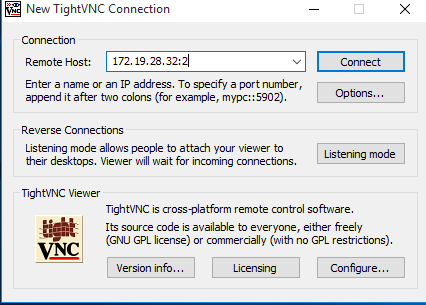 New TightVNC Connection
Connection
Remote Host: 172.19.28.32:2 Connect
Enter a name or an IP address. To specify a port number,
append it after two colons (for example, mypc::5902).
Options...
Reverse Connections
Listening mode allows people to attach your viewer to
their desktops. Viewer will wait for incoming connections.
Listening mode
TightVNC Viewer
VNC
TightVNC is cross-platform remote control software.
Its source code is available to everyone, either freely
(GNU GPL license) or commercially (with no GPL restrictions).
Version info... Licensing Configure...